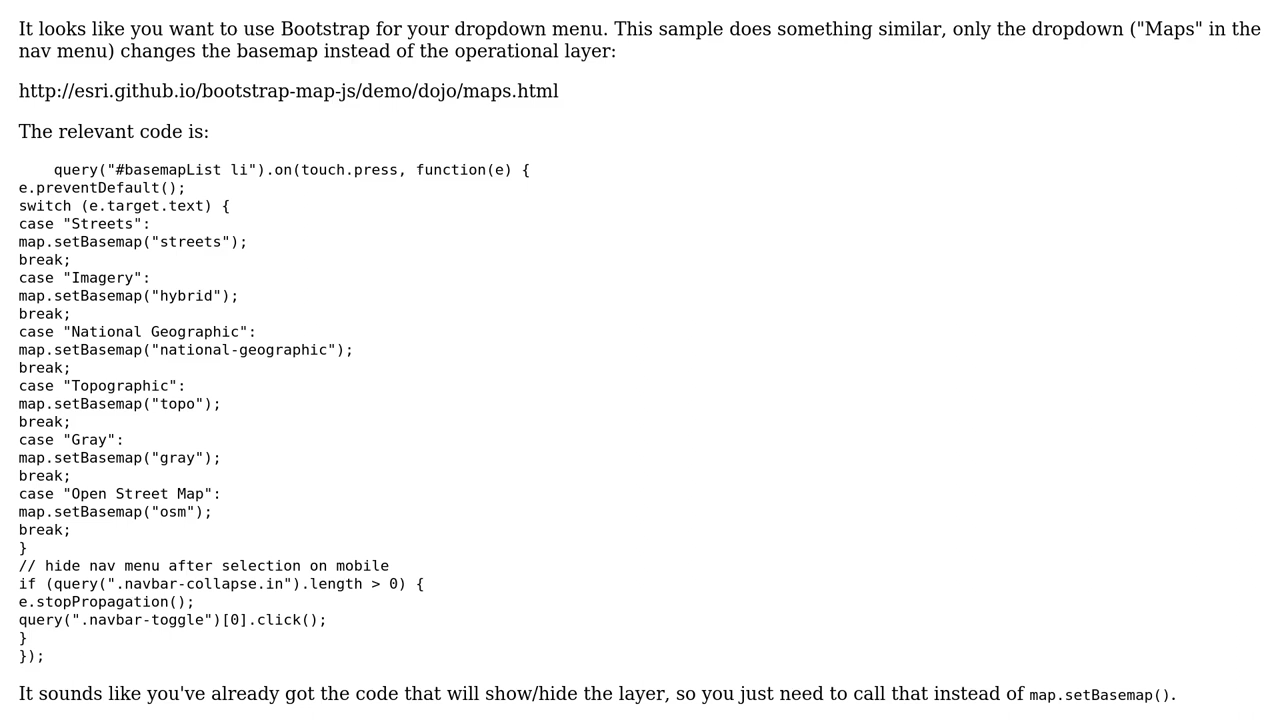 It looks like you want to use Bootstrap for your dropdown menu. This sample does something similar, only the dropdown ("Maps" in the
nav menu) changes the basemap instead of the operational layer:
http://esri.github.io/bootstrap-map-js/demo/dojo/maps.html
The relevant code is:
    query("#basemapList li").on(touch.press, function(e) {
e.preventDefault();
switch (e.target.text) {
case "Streets":
map.setBasemap("streets");
break;
case "Imagery":
map.setBasemap("hybrid");
break;
case "National Geographic":
map.setBasemap("national-geographic");
break;
case "Topographic":
map.setBasemap("topo");
break;
case "Gray":
map.setBasemap("gray");
break;
case "Open Street Map":
map.setBasemap("osm");
break;
}
// hide nav menu after selection on mobile
if (query(".navbar-collapse.in").length > 0) {
e.stopPropagation();
query(".navbar-toggle")[0].click();
}
});
It sounds like you've already got the code that will show/hide the layer, so you just need to call that instead of map.setBasemap().